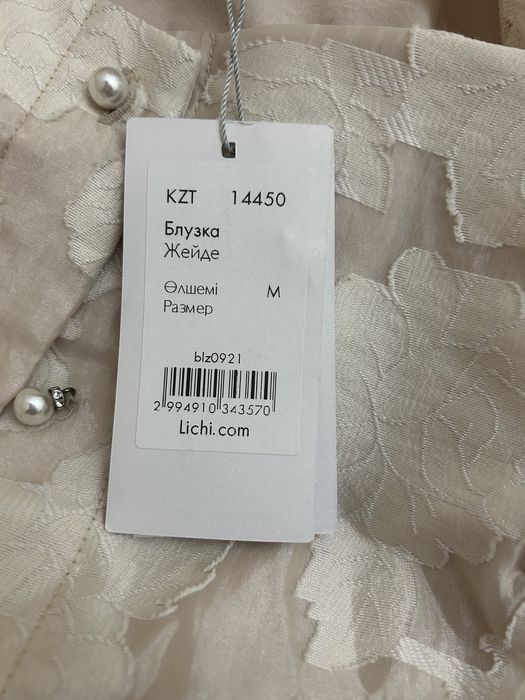 KZT 14450
Блузка
Жейде
Өлшемі M
Размер
blz0921
2 994910 343570
Lichi.com